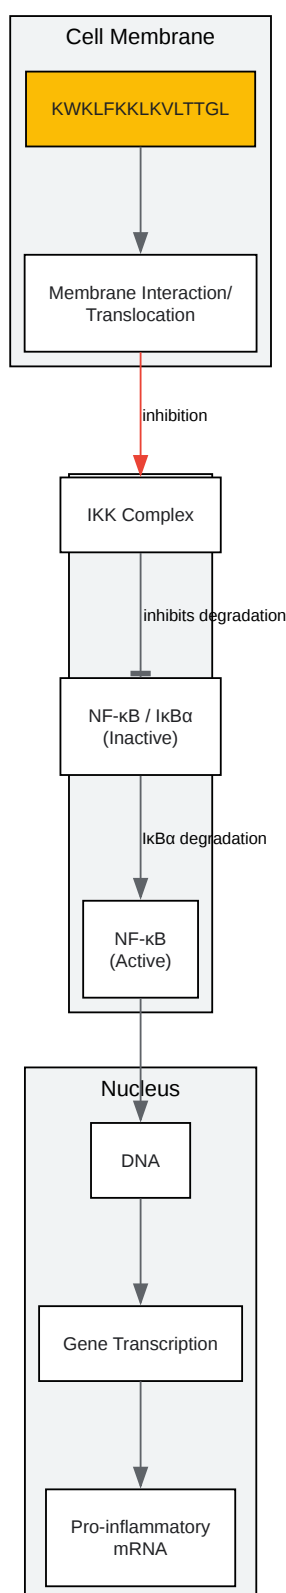 Cell Membrane
KWKLFKKLKVLTTGL
Membrane Interaction/
Translocation
inhibition
IKK Complex
inhibits degradation
NF-κB / IκBα
(Inactive)
IκBα degradation
NF-κB
(Active)
Nucleus
DNA
Gene Transcription
Pro-inflammatory
mRNA